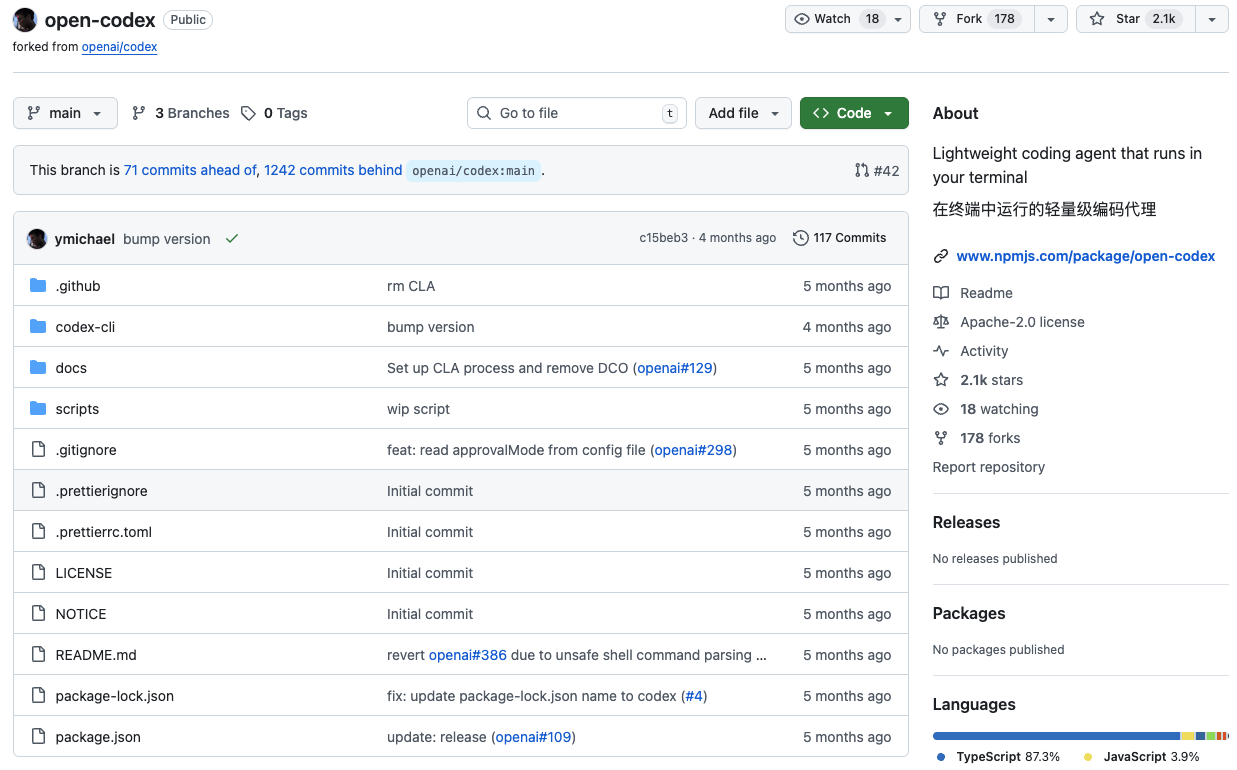 open-codex Public Watch 18 Fork 178 Star 2.1k
forked from openai/codex
main 3 Branches 0 Tags Go to file t Add file Code
This branch is 71 commits ahead of, 1242 commits behind openai/codex:main . #42
ymichael bump version c15beb3 · 4 months ago 117 Commits
.github rm CLA 5 months ago
codex-cli bump version 4 months ago
docs Set up CLA process and remove DCO (openai#129) 5 months ago
scripts wip script 5 months ago
.gitignore feat: read approvalMode from config file (openai#298) 5 months ago
.prettierignore Initial commit 5 months ago
.prettierrc.toml Initial commit 5 months ago
LICENSE Initial commit 5 months ago
NOTICE Initial commit 5 months ago
README.md revert openai#386 due to unsafe shell command parsing ... 5 months ago
package-lock.json fix: update package-lock.json name to codex (#4) 5 months ago
package.json update: release (openai#109) 5 months ago
About
Lightweight coding agent that runs in
your terminal
在终端中运行的轻量级编码代理
www.npmjs.com/package/open-codex
Readme
Apache-2.0 license
Activity
2.1k stars
18 watching
178 forks
Report repository
Releases
No releases published
Packages
No packages published
Languages
TypeScript 87.3% JavaScript 3.9%